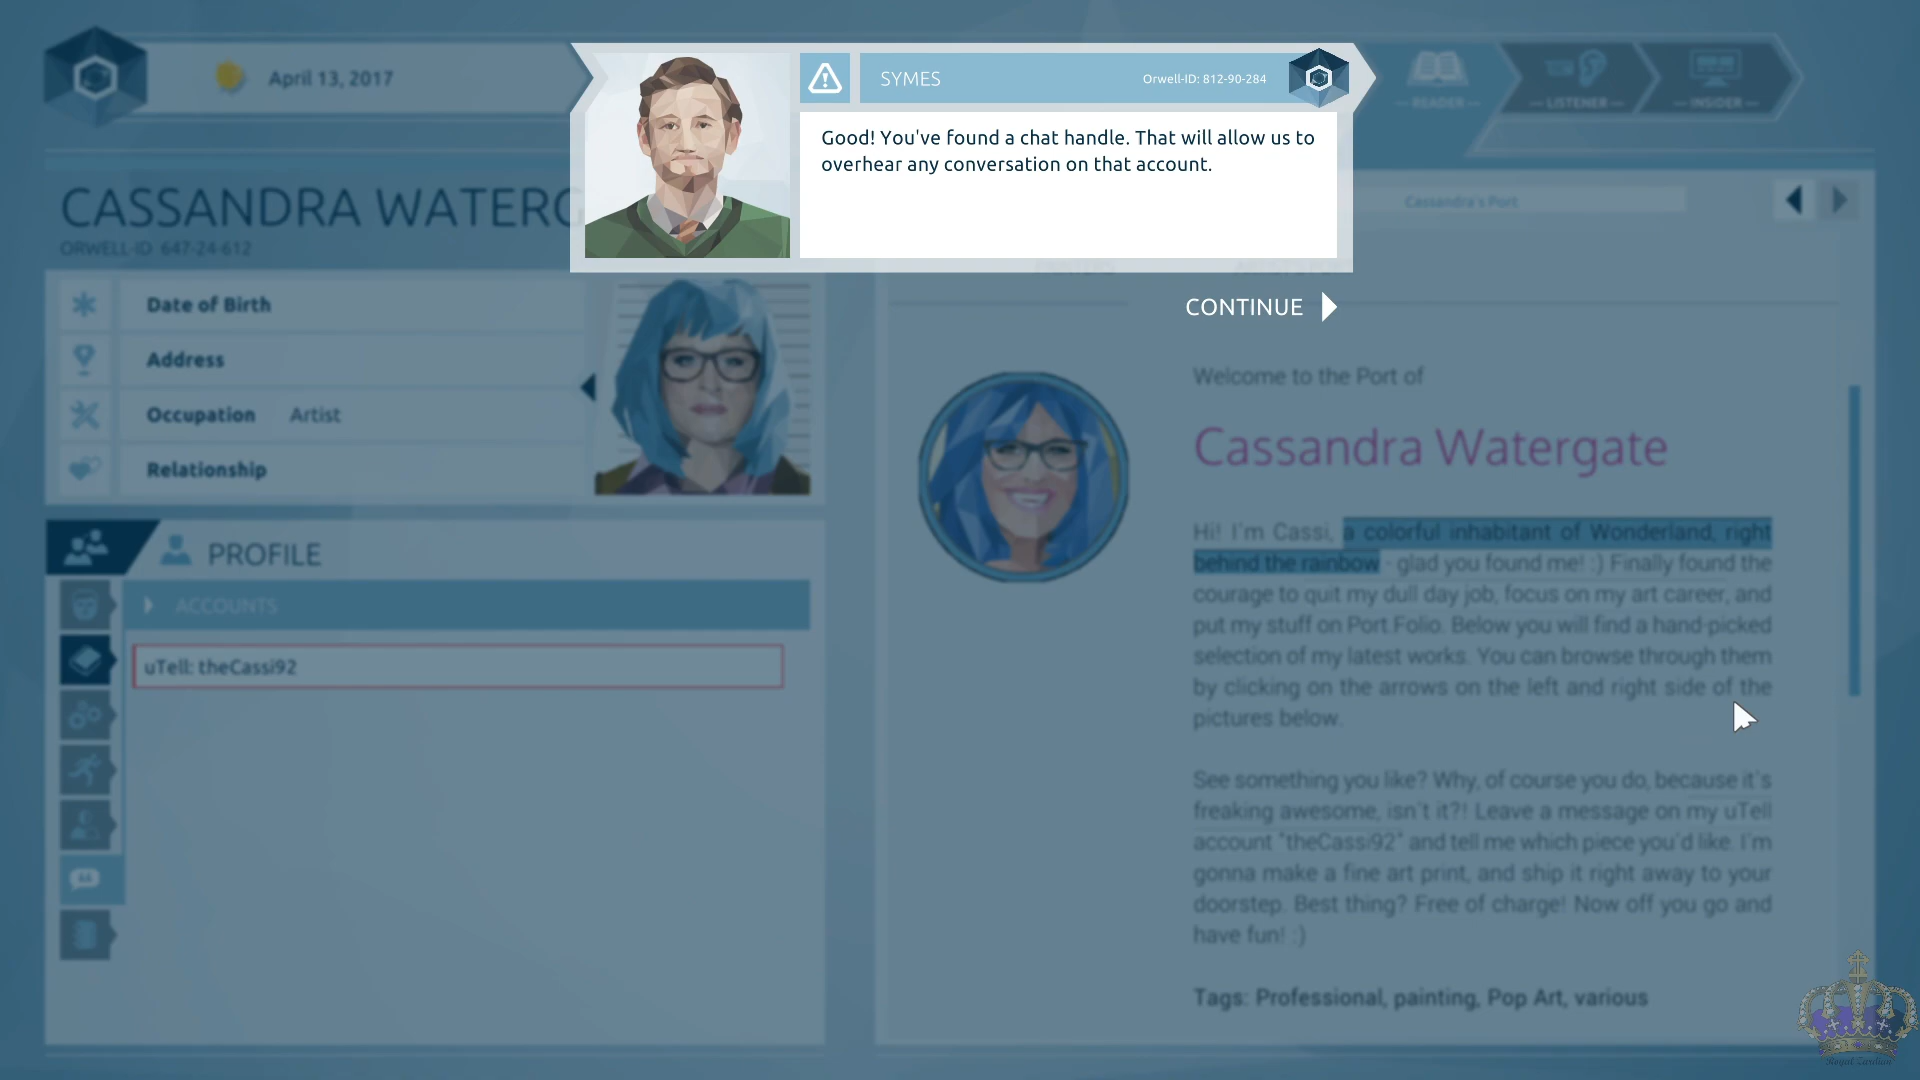 April 13, 2017
SYMES
Orwell-ID: 812-90-284
Good! You've found a chat handle. That will allow us to
overhear any conversation on that account.
CONTINUE
— READER —
— LISTENER —
— INSIDER —
CASSANDRA WATERG
ORWELL-ID 647-24-612
Date of Birth
Address
Occupation Artist
Relationship
PROFILE
ACCOUNTS
uTell: theCassi92
Cassandra's Port
Welcome to the Port of
Cassandra Watergate
Hi! I'm Cassi, a colorful inhabitant of Wonderland, right
behind the rainbow - glad you found me! :) Finally found the
courage to quit my dull day job, focus on my art career, and
put my stuff on Port Folio. Below you will find a hand-picked
selection of my latest works. You can browse through them
by clicking on the arrows on the left and right side of the
pictures below.
See something you like? Why, of course you do, because it's
freaking awesome, isn't it?! Leave a message on my uTell
account "theCassi92" and tell me which piece you'd like. I'm
gonna make a fine art print, and ship it right away to your
doorstep. Best thing? Free of charge! Now off you go and
have fun! :)
Tags: Professional, painting, Pop Art, various